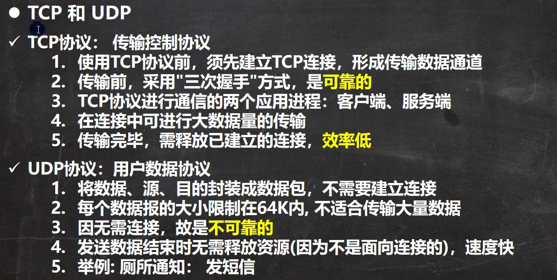 ● TCP 和 UDP
✓ TCP协议： 传输控制协议
1. 使用TCP协议前，须先建立TCP连接，形成传输数据通道
2. 传输前，采用"三次握手"方式，是可靠的
3. TCP协议进行通信的两个应用进程：客户端、服务端
4. 在连接中可进行大数据量的传输
5. 传输完毕，需释放已建立的连接，效率低
✓ UDP协议：用户数据协议
1. 将数据、源、目的封装成数据包，不需要建立连接
2. 每个数据报的大小限制在64K内, 不适合传输大量数据
3. 因无需连接，故是不可靠的
4. 发送数据结束时无需释放资源(因为不是面向连接的)，速度快
5. 举例: 厕所通知： 发短信